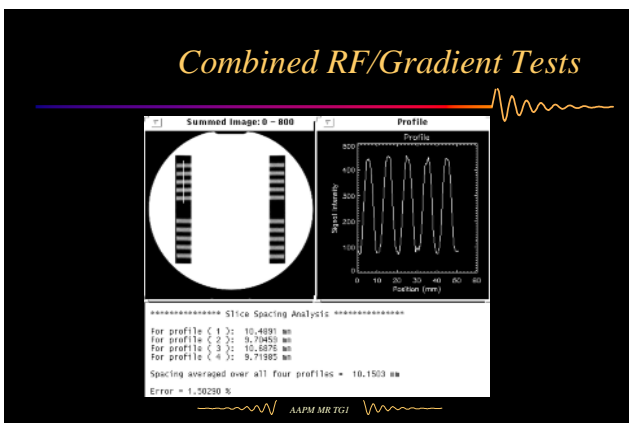 Combined RF/Gradient Tests
Summed Image: 0 - 800
Profile
Profile
500
400
300
200
100
0
Signal Intensity
0 10 20 30 40 50 60
Position (mm)
*************** Slice Spacing Analysis ***************
For profile ( 1 ): 10.4891 mm
For profile ( 2 ): 9.70459 mm
For profile ( 3 ): 10.6876 mm
For profile ( 4 ): 9.71985 mm
Spacing averaged over all four profiles = 10.1503 mm
Error = 1.50290 %
AAPM MR TG1